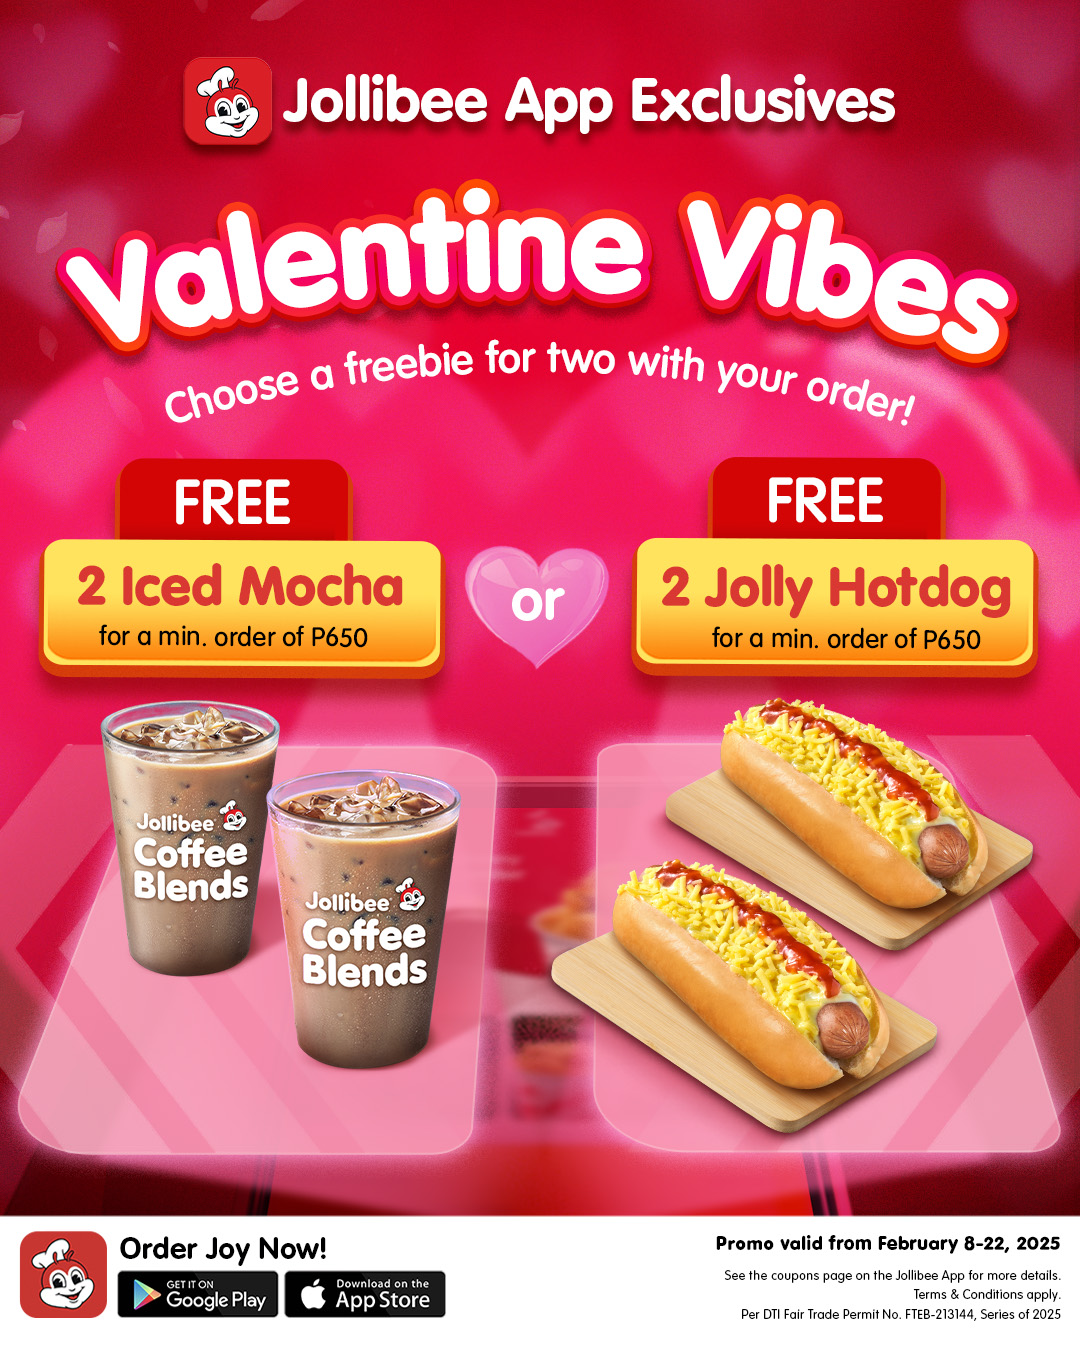 Jollibee App Exclusives
Valentine Vibes
Choose a freebie for two with your order!
FREE
2 Iced Mocha
for a min. order of P650
or
FREE
2 Jolly Hotdog
for a min. order of P650
Jollibee
Coffee
Blends
Jollibee
Coffee
Blends
Order Joy Now!
GET IT ON
Google Play
Download on the
App Store
Promo valid from February 8-22, 2025
See the coupons page on the Jollibee App for more details.
Terms & Conditions apply.
Per DTI Fair Trade Permit No. FTEB-213144, Series of 2025